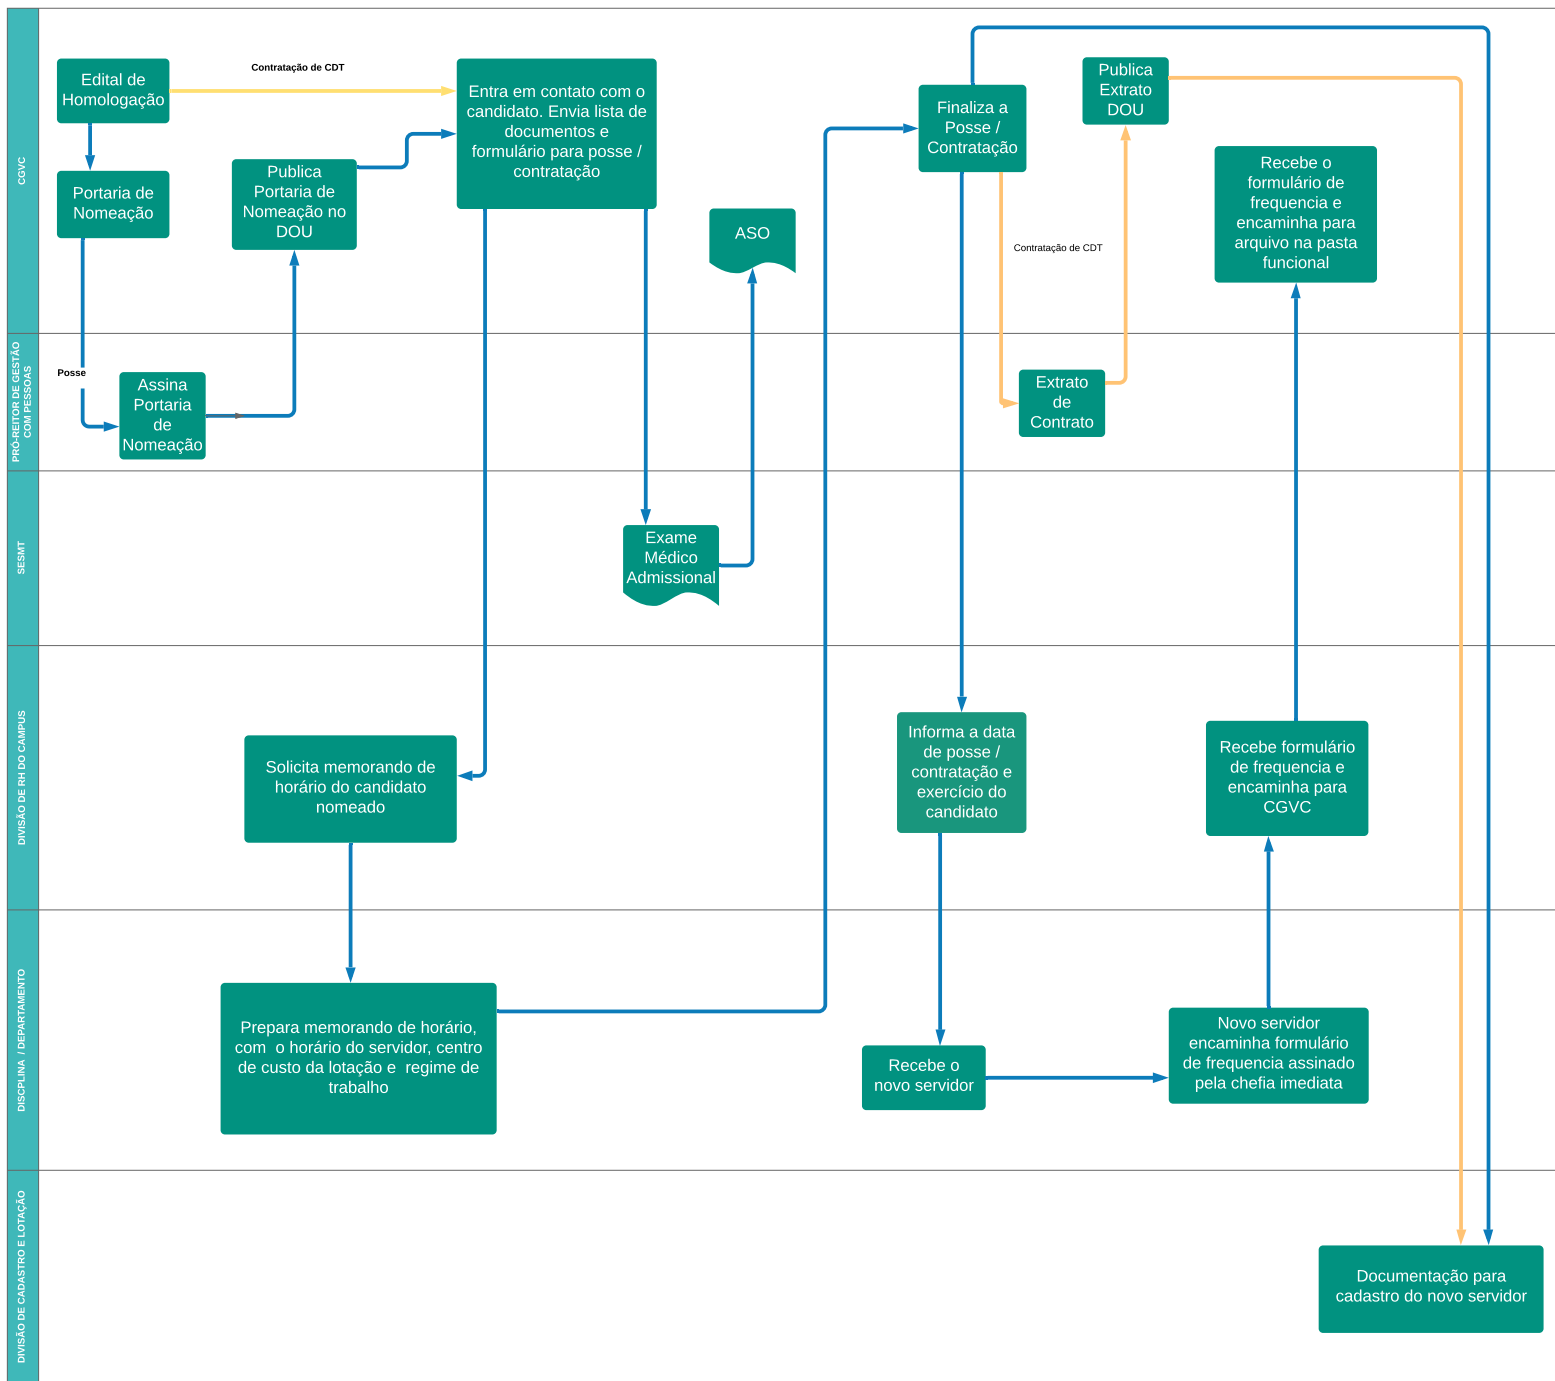 CGVC
Edital de
Homologação
Contratação de CDT
Entra em contato com o
candidato. Envia lista de
documentos e
formulário para posse /
contratação
Portaria de
Nomeação
Publica
Portaria de
Nomeação no
DOU
ASO
Finaliza a
Posse /
Contratação
Publica
Extrato
DOU
Contratação de CDT
Recebe o
formulário de
frequencia e
encaminha para
arquivo na pasta
funcional
PRÓ-REITOR DE GESTÃO
COM PESSOAS
Posse
Assina
Portaria
de
Nomeação
Extrato
de
Contrato
SESMT
Exame
Médico
Admissional
DIVISÃO DE RH DO CAMPUS
Solicita memorando de
horário do candidato
nomeado
Informa a data
de posse /
contratação e
exercício do
candidato
Recebe formulário
de frequencia e
encaminha para
CGVC
DISCPLINA / DEPARTAMENTO
Prepara memorando de horário,
com o horário do servidor, centro
de custo da lotação e regime de
trabalho
Recebe o
novo servidor
Novo servidor
encaminha formulário
de frequencia assinado
pela chefia imediata
DIVISÃO DE CADASTRO E LOTAÇÃO
Documentação para
cadastro do novo servidor